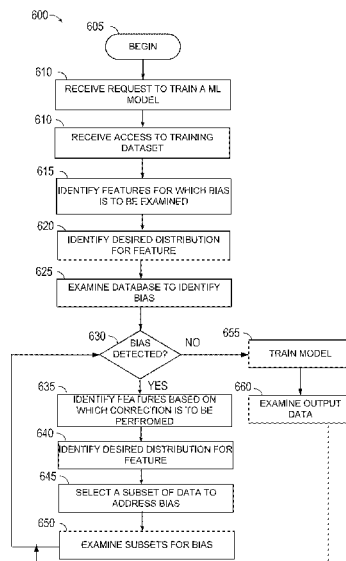 600
605
BEGIN
610
RECEIVE REQUEST TO TRAIN A ML
MODEL
610
RECEIVE ACCESS TO TRAINING
DATASET
615
IDENTIFY FEATURES FOR WHICH BIAS
IS TO BE EXAMINED
620
IDENTIFY DESIRED DISTRIBUTION
FOR FEATURE
625
EXAMINE DATABASE TO IDENTIFY
BIAS
630
BIAS
DETECTED?
NO
655
TRAIN MODEL
YES
660
EXAMINE OUTPUT
DATA
635
IDENTIFY FEATURES BASED ON
WHICH CORRECTION IS TO BE
PERFROMED
640
IDENTIFY DESIRED DISTRIBUTION FOR
FEATURE
645
SELECT A SUBSET OF DATA TO
ADDRESS BIAS
650
EXAMINE SUBSETS FOR BIAS